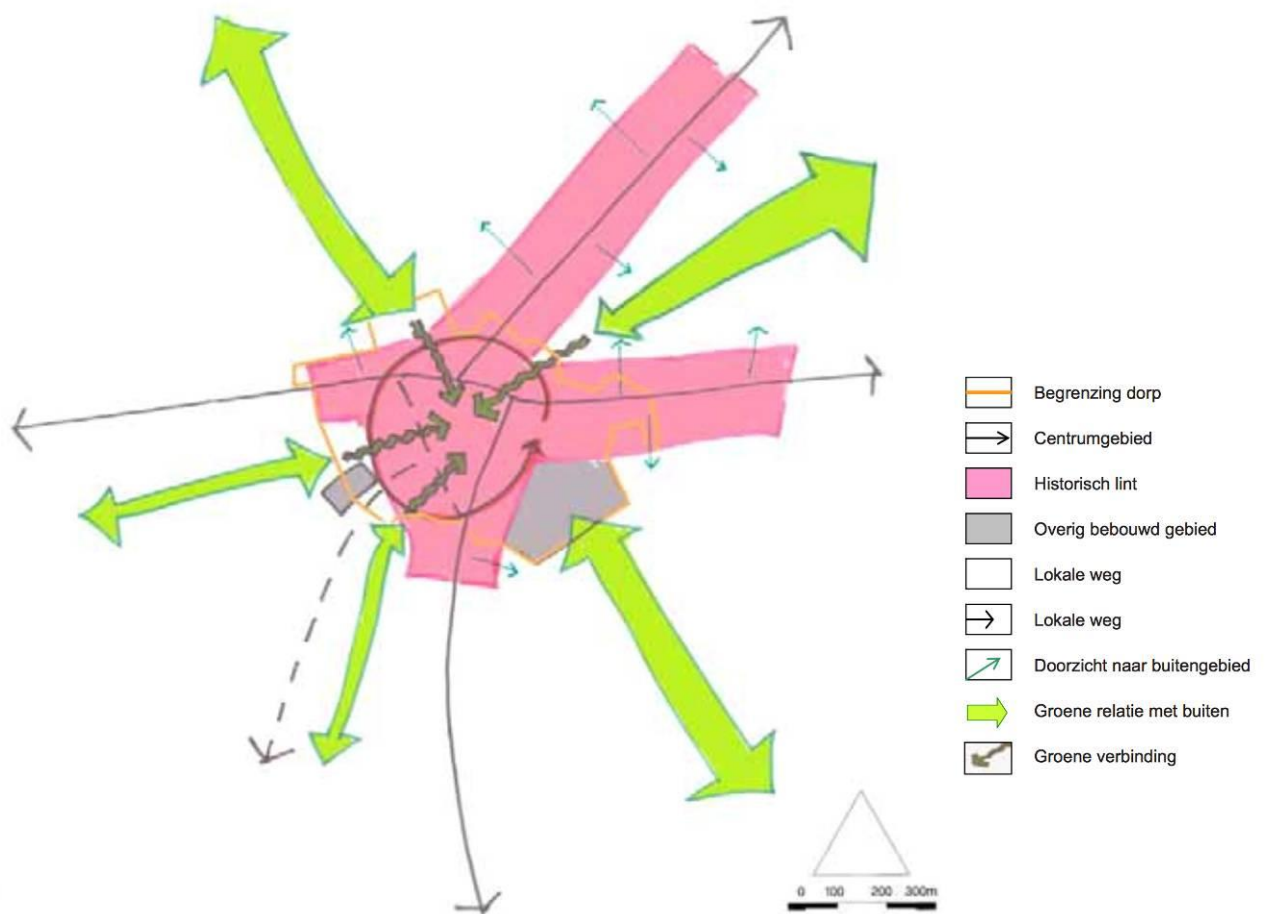 Begrenzing dorp
Centrumgebied
Historisch lint
Overig bebouwd gebied
Lokale weg
Lokale weg
Doorzicht naar buitengebied
Groene relatie met buiten
Groene verbinding
0 100 200 300m